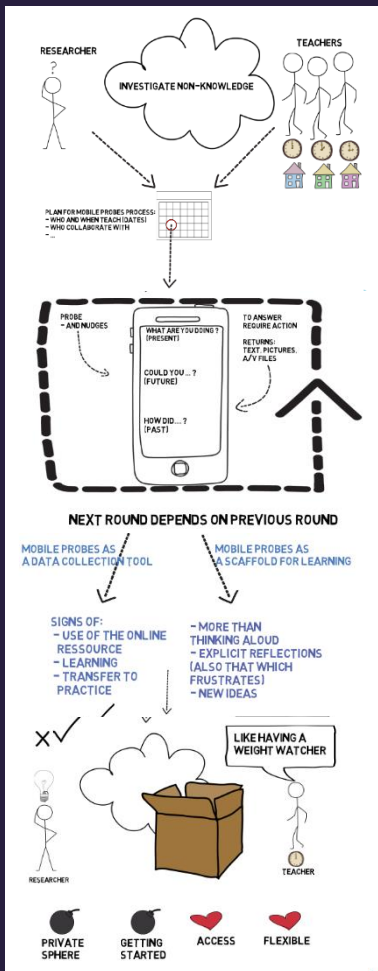 RESEARCHER
TEACHERS
?
INVESTIGATE NON-KNOWLEDGE
PLAN FOR MOBILE PROBES PROCESS:
- WHO AND WHEN TEACH (DATES)
- WHO COLLABORATE WITH
- ...
PROBE
- AND NUDGES
WHAT ARE YOU DOING ?
(PRESENT)
COULD YOU... ?
(FUTURE)
HOW DID... ?
(PAST)
TO ANSWER
REQUIRE ACTION
RETURNS:
TEXT, PICTURES,
A/V FILES
NEXT ROUND DEPENDS ON PREVIOUS ROUND
MOBILE PROBES AS
A DATA COLLECTION TOOL
MOBILE PROBES AS
A SCAFFOLD FOR LEARNING
SIGNS OF:
- USE OF THE ONLINE
RESSOURCE
- LEARNING
- TRANSFER TO
PRACTICE
- MORE THAN
THINKING ALOUD
- EXPLICIT REFLECTIONS
(ALSO THAT WHICH
FRUSTRATES)
- NEW IDEAS
LIKE HAVING A
WEIGHT WATCHER
RESEARCHER
TEACHER
PRIVATE
SPHERE
GETTING
STARTED
ACCESS
FLEXIBLE